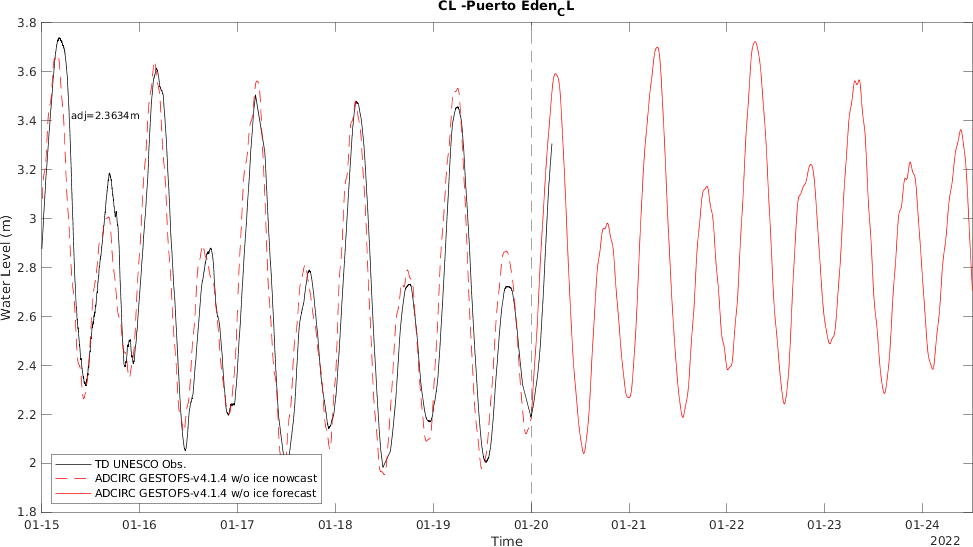 CL -Puerto Eden_CL
3.8
3.6
adj=2.3634m
3.4
3.2
3
2.8
2.6
2.4
2.2
2
1.8
Water Level (m)
TD UNESCO Obs.
ADCIRC GESTOFS-v4.1.4 w/o ice nowcast
ADCIRC GESTOFS-v4.1.4 w/o ice forecast
01-15 01-16 01-17 01-18 01-19 01-20 01-21 01-22 01-23 01-24
Time
2022